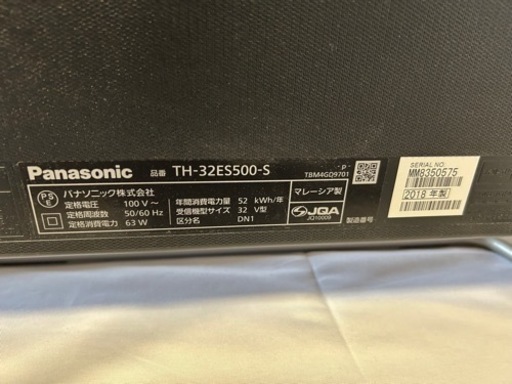 Panasonic 品番 TH-32ES500-S
P
TBM4GD9701
PS
E
パナソニック株式会社
定格電圧: 100 V～
定格周波数: 50/60 Hz
定格消費電力: 63 W
年間消費電力量 52 kWh/年
受信機型サイズ 32 V型
区分名 DN1
マレーシア製
JQA
JQ1000B
製造番号
SERIAL NO.
MM8350575
2018 年製